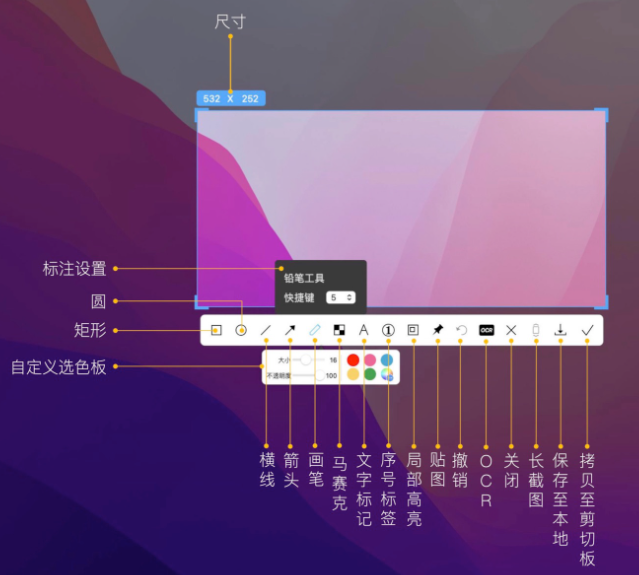 尺寸
532 X 252
标注设置
铅笔工具
快捷键 5
圆
矩形
A ① OCR
自定义选色板
大小 16
不透明度 100
横线
箭头
画笔
马赛克
文字标记
序号标签
局部高亮
贴图
撤销
OCR
关闭
长截图
保存至本地
拷贝至剪切板